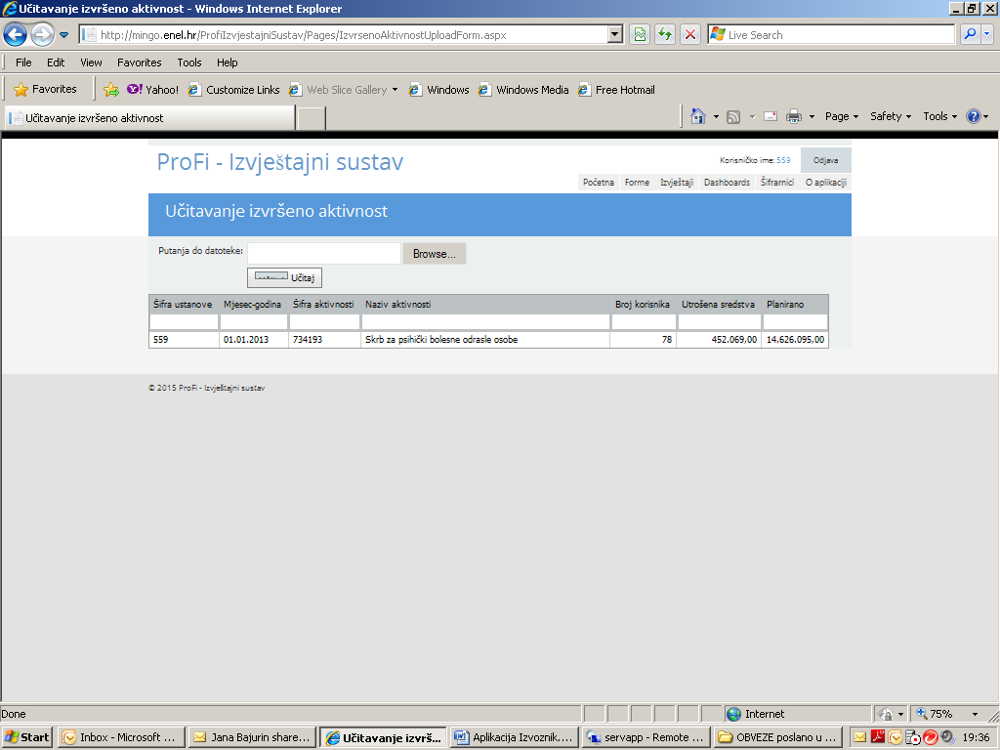 Učitavanje izvršeno aktivnost - Windows Internet Explorer
http://mingo.enel.hr/ProfiIzvjestajniSustav/Pages/IzvrsenoAktivnostUploadForm.aspx Live Search
File Edit View Favorites Tools Help
Favorites Yahoo! Customize Links Web Slice Gallery Windows Windows Media Free Hotmail
Učitavanje izvršeno aktivnost Page Safety Tools
ProFi - Izvještajni sustav Korisničko ime: 559 Odjava
Početna Forme Izvještaji Dashboards Šifrarnici O aplikaciji
Učitavanje izvršeno aktivnost
Putanja do datoteke: Browse...
Učitaj
Šifra ustanove Mjesec-godina Šifra aktivnosti Naziv aktivnosti Broj korisnika Utrošena sredstva Planirano
559 01.01.2013 734193 Skrb za psihički bolesne odrasle osobe 78 452.069,00 14.626.095,00
© 2015 ProFi - Izvještajni sustav
Done Internet 75%
Start Inbox - Microsoft ... Jana Bajurin share... Učitavanje izvrš... Aplikacija Izvoznik.... servapp - Remote ... OBVEZE poslano u ... 19:36